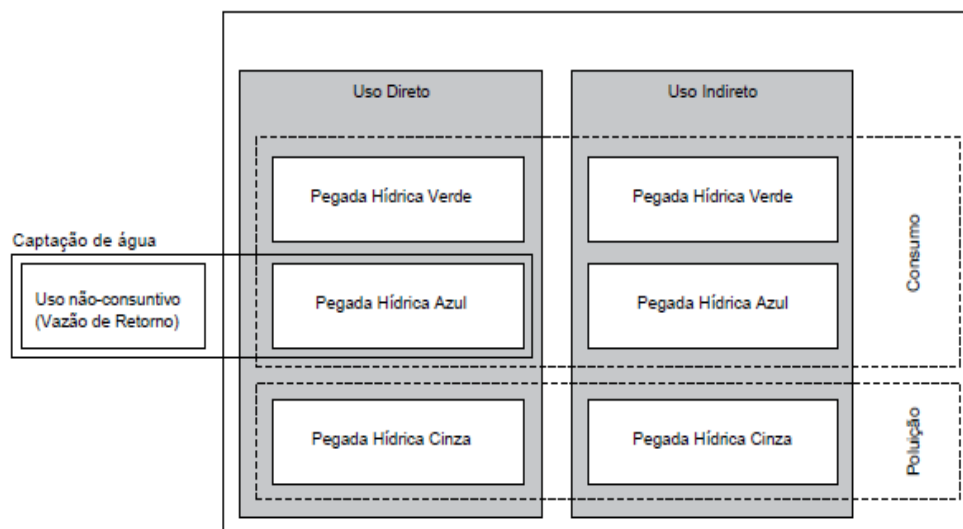 Uso Direto
Uso Indireto
Pegada Hídrica Verde
Pegada Hídrica Verde
Consumo
Captação de água
Uso não-consuntivo
(Vazão de Retorno)
Pegada Hídrica Azul
Pegada Hídrica Azul
Pegada Hídrica Cinza
Pegada Hídrica Cinza
Poluição